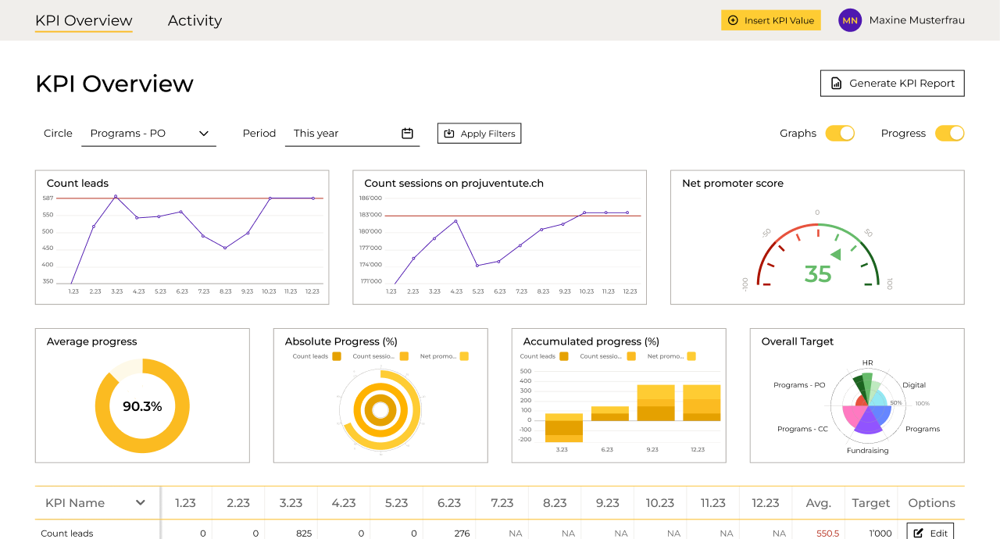 KPI Overview Activity Insert KPI Value MN Maxine Musterfrau
KPI Overview Generate KPI Report
Circle Programs - PO Period This year Apply Filters Graphs Progress
Count leads
587
550
500
450
400
350
1.23 2.23 3.23 4.23 5.23 6.23 7.23 8.23 9.23 10.23 11.23 12.23
Count sessions on projuventute.ch
186'000
183'000
180'000
177'000
174'000
171'000
1.23 2.23 3.23 4.23 5.23 6.23 7.23 8.23 9.23 10.23 11.23 12.23
Net promoter score
0
-50 50
35
-100 100
Average progress
90.3%
Absolute Progress (%)
Count leads Count sessio... Net promo...
Accumulated progress (%)
Count leads Count sessio... Net promo...
500
400
300
200
100
0
-100
-200
3.23 6.23 9.23 12.23
Overall Target
HR
Programs - PO Digital
50% 100%
Programs - CC Programs
Fundraising
KPI Name 1.23 2.23 3.23 4.23 5.23 6.23 7.23 8.23 9.23 10.23 11.23 12.23 Avg. Target Options
Count leads 0 0 825 0 0 276 NA NA NA NA NA NA 550.5 1'000 Edit